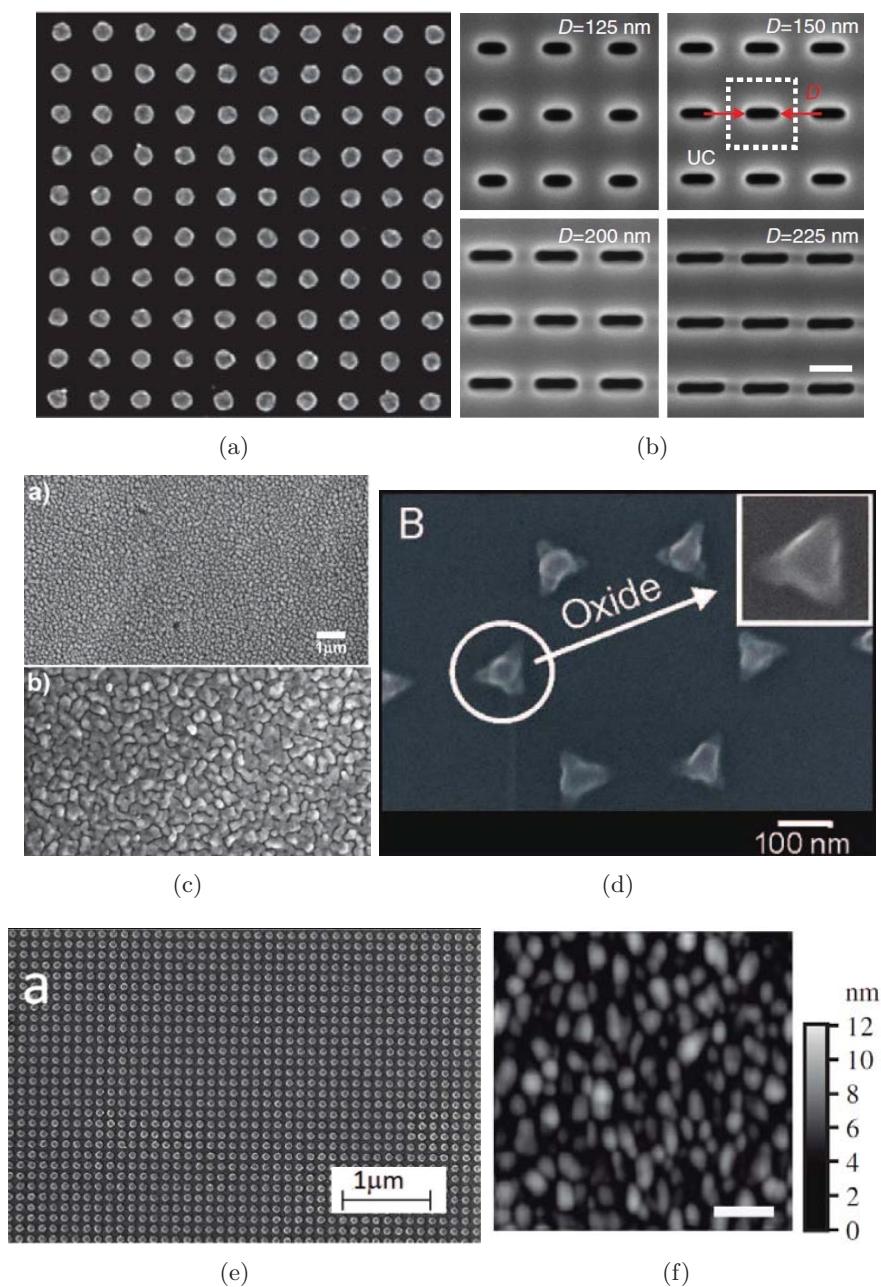 D=125 nm
D=150 nm
D
UC
D=200 nm
D=225 nm
(a)
(b)
a)
1μm
b)
B
Oxide
100 nm
(c)
(d)
a
1μm
nm
12
10
8
6
4
2
0
(e)
(f)